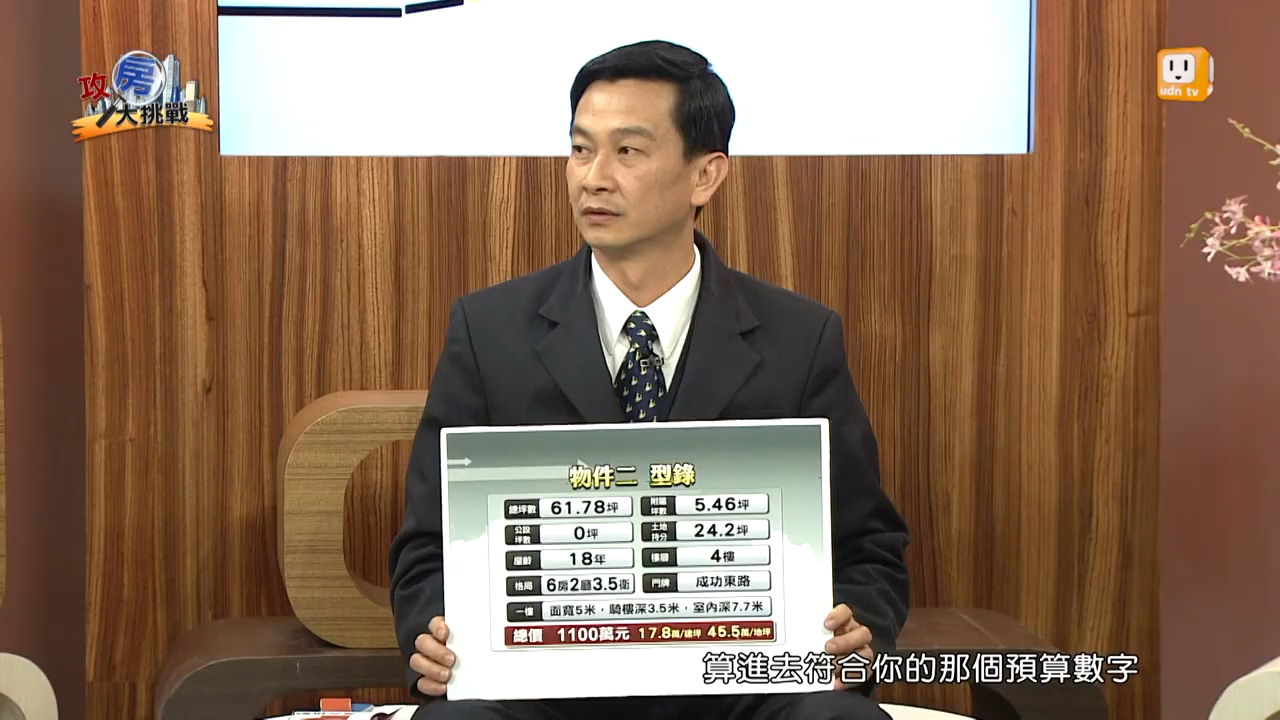 攻房大挑戰
udn tv
物件二 型錄
總坪數 61.78坪 附屬坪數 5.46坪
公設坪數 0坪 土地持分 24.2坪
屋齡 18年 樓層 4樓
格局 6房2廳3.5衛 門牌 成功東路
一樓 面寬5米，騎樓深3.5米，室內深7.7米
總價 1100萬元 17.8萬/建坪 45.5萬/地坪
算進去符合你的那個預算數字